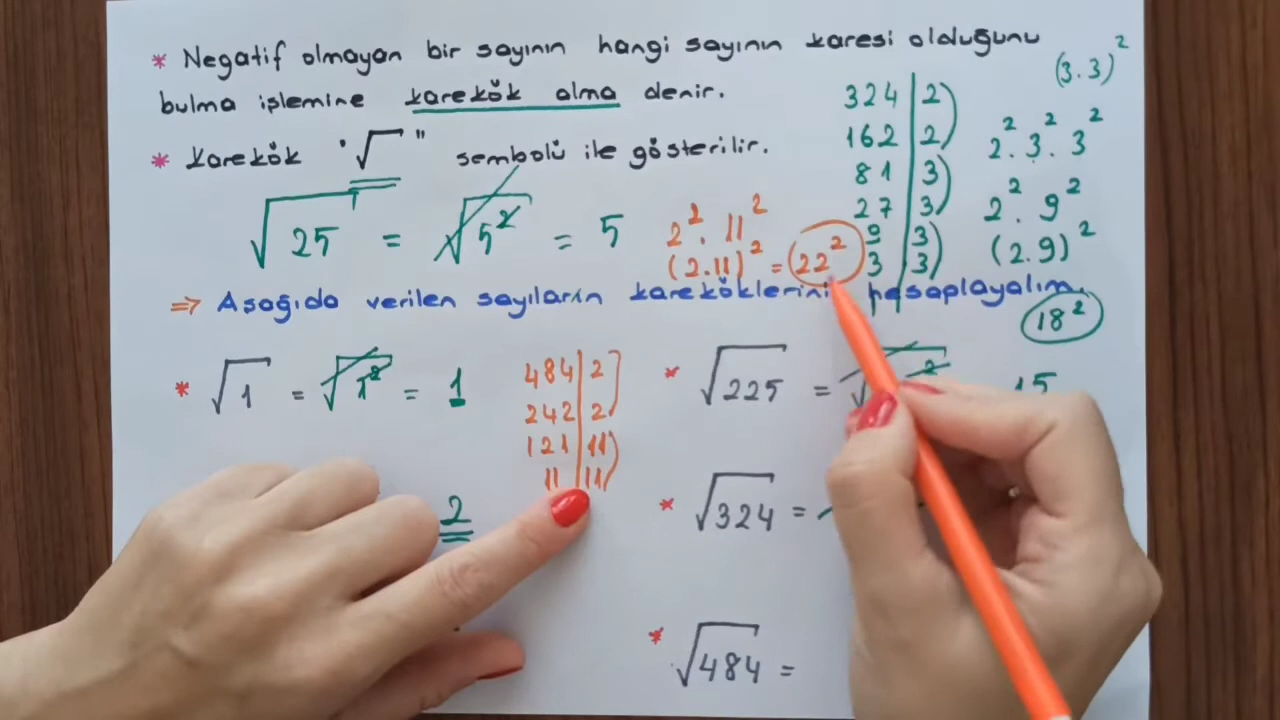 * Negatif olmayan bir sayının hangi sayının karesi olduğunu
bulma işlemine karekök alma denir.
* Karekök "√" sembolü ile gösterilir.
√25 = √5² = 5
2² . 11²
(2.11)² = 22²
324 | 2
162 | 2
81 | 3
27 | 3
9 | 3
3 | 3
(3.3)²
2² . 3² . 3²
2² . 9²
(2.9)²
18²
⇒ Aşağıda verilen sayıların kareköklerini hesaplayalım.
* √1 = √1² = 1
2
484 | 2
242 | 2
121 | 11
11 | 11
* √225 = 15
* √324 =
* √484 =